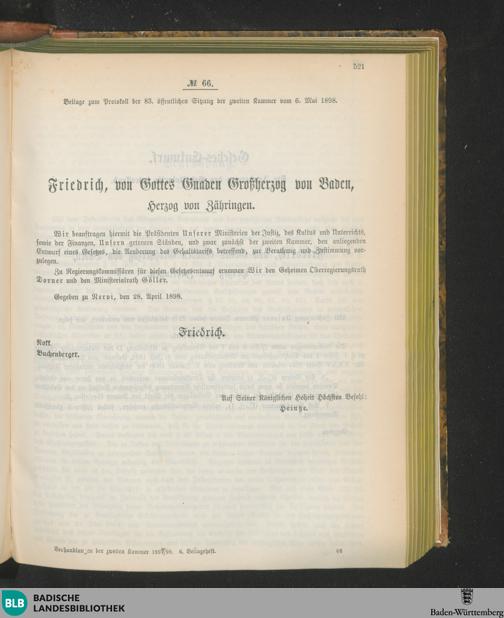 521
№ 66.
Beilage zum Protokoll der 83. öffentlichen Sitzung der zweiten Kammer vom 6. Mai 1898.
Friedrich, von Gottes Gnaden Großherzog von Baden,
Herzog von Zähringen.
Wir beauftragen hiermit die Präsidenten Unserer Ministerien der Justiz, des Kultus und Unterrichts,
sowie der Finanzen, Unsern getreuen Ständen, und zwar zunächst der zweiten Kammer, den anliegenden
Entwurf eines Gesetzes, die Aenderung des Gehaltstarifs betreffend, zur Berathung und Zustimmung vor-
zulegen.
Zu Regierungskommissären für diesen Gesetzesentwurf ernennen Wir den Geheimen Oberregierungsrath
Dorner und den Ministerialrath Göller.
Gegeben zu Nervi, den 28. April 1898.
Friedrich.
Nokk.
Buchenberger.
Auf Seiner Königlichen Hoheit Höchsten Befehl:
Heintze.
Verhandlungen der zweiten Kammer 1897/98. 6. Beilagenheft.
66
BLB
BADISCHE
LANDESBIBLIOTHEK
Baden-Württemberg